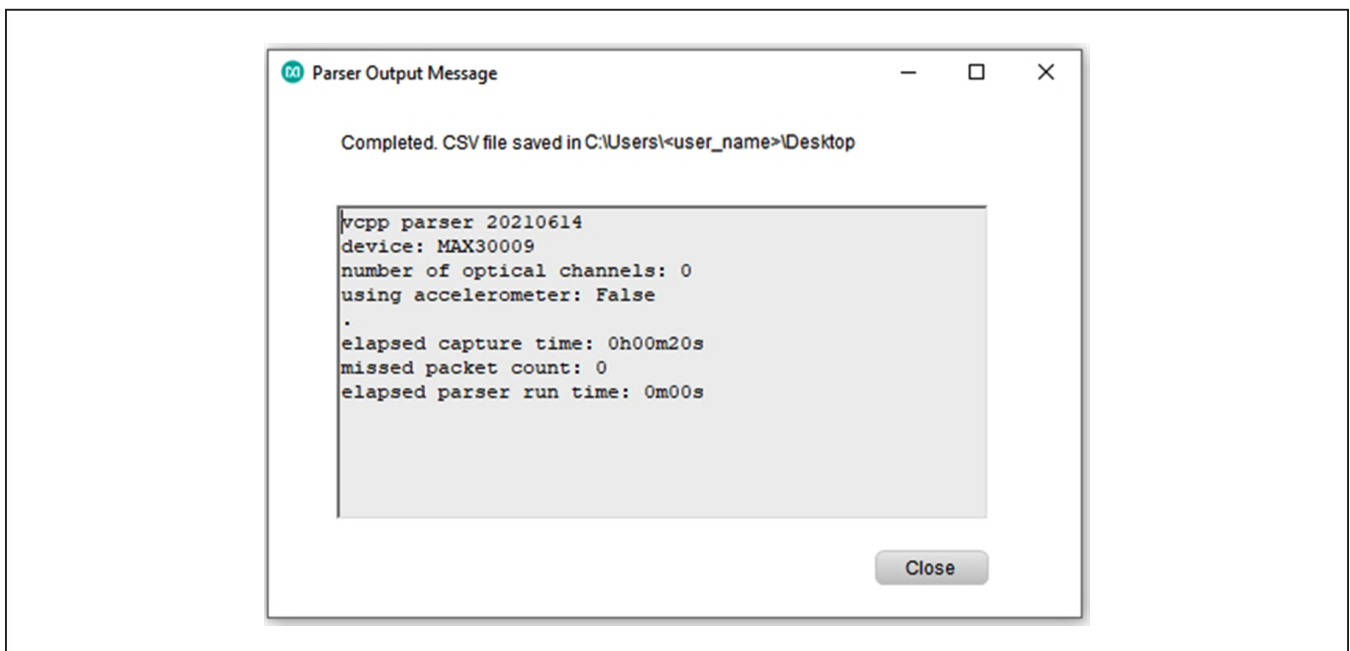 Parser Output Message
Completed. CSV file saved in C:\Users\<user_name>\Desktop
vcpp parser 20210614
device: MAX30009
number of optical channels: 0
using accelerometer: False
.
elapsed capture time: 0h00m20s
missed packet count: 0
elapsed parser run time: 0m00s
Close